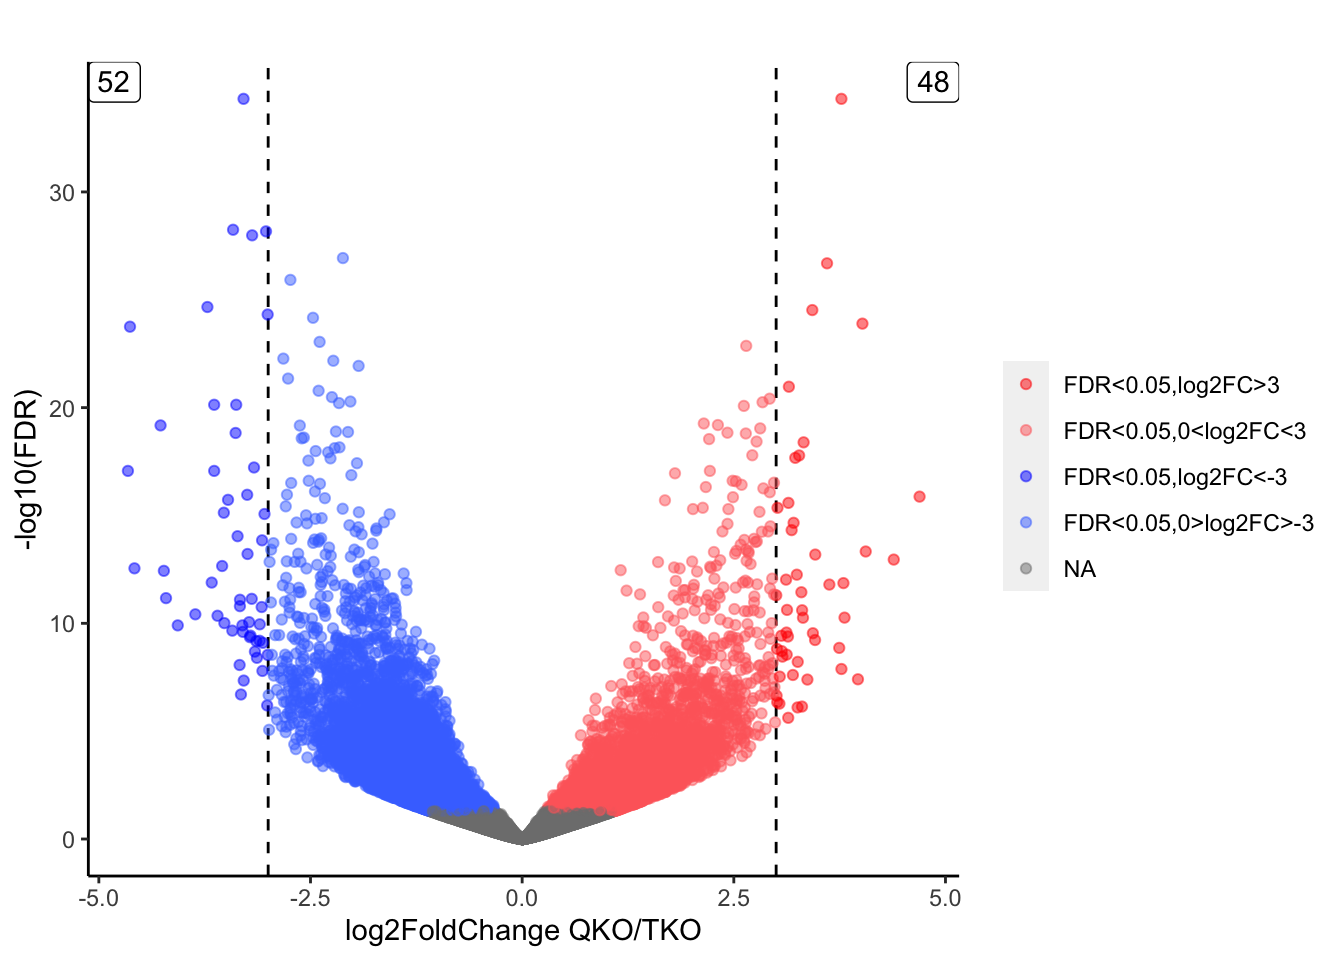 52
48
30
20
10
0
-log10(FDR)
-5.0
-2.5
0.0
2.5
5.0
log2FoldChange QKO/TKO
FDR<0.05,log2FC>3
FDR<0.05,0<log2FC<3
FDR<0.05,log2FC<-3
FDR<0.05,0>log2FC>-3
NA